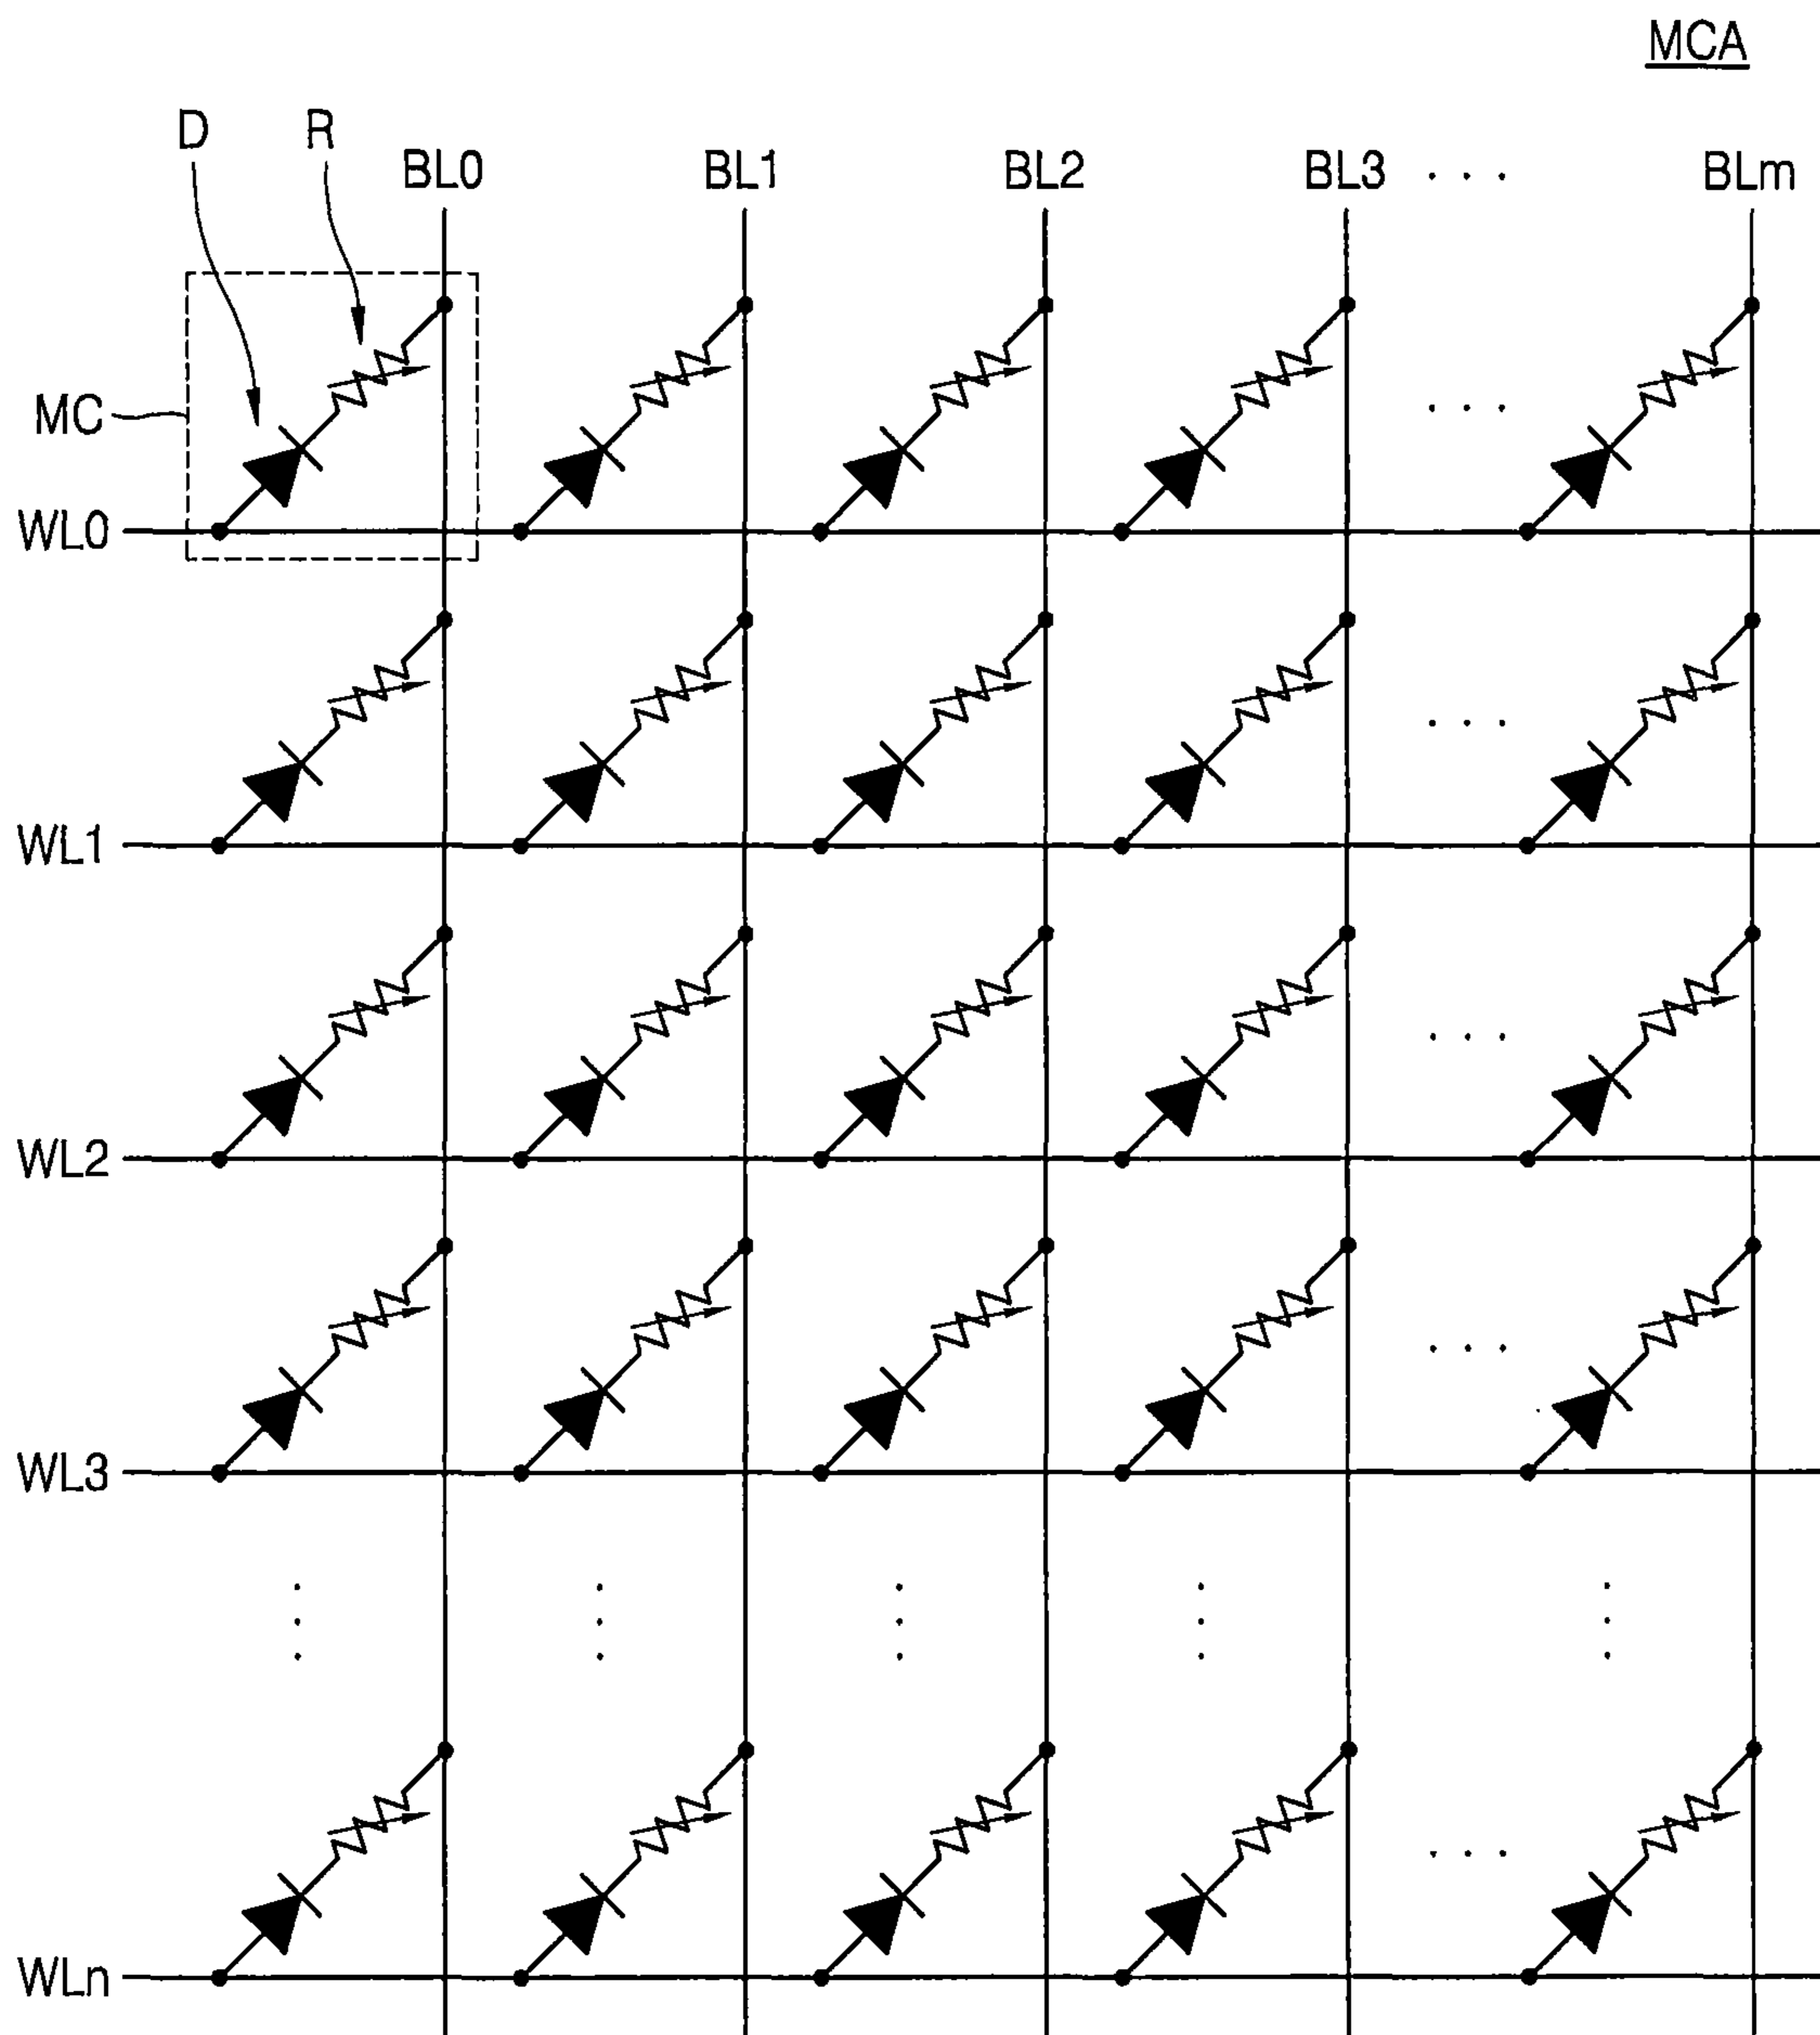 MCA
D R
BL0 BL1 BL2 BL3 . . . BLm
MC
WL0
WL1
WL2
WL3
WLn